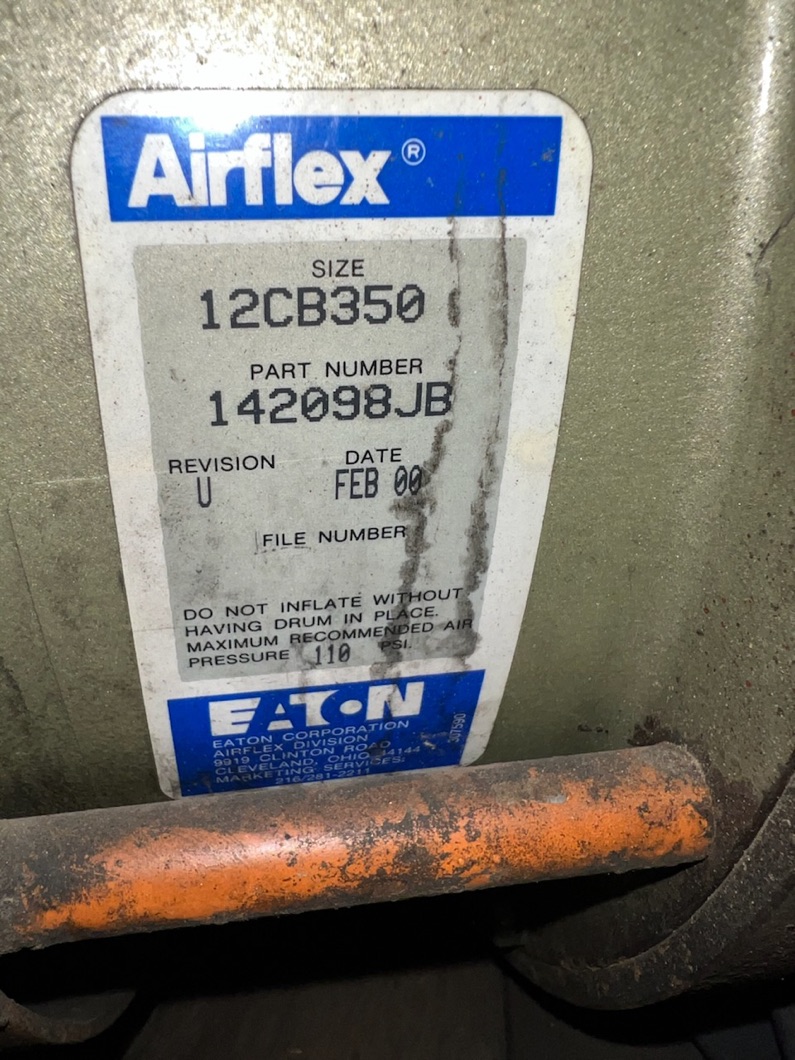 Airflex®
SIZE
12CB350
PART NUMBER
142098JB
REVISION DATE
U FEB 00
FILE NUMBER
DO NOT INFLATE WITHOUT
HAVING DRUM IN PLACE.
MAXIMUM RECOMMENDED AIR
PRESSURE 110 PSI.
EATON
EATON CORPORATION
AIRFLEX DIVISION
9919 CLINTON ROAD
CLEVELAND, OHIO 44144
MARKETING SERVICES:
216/281-2211